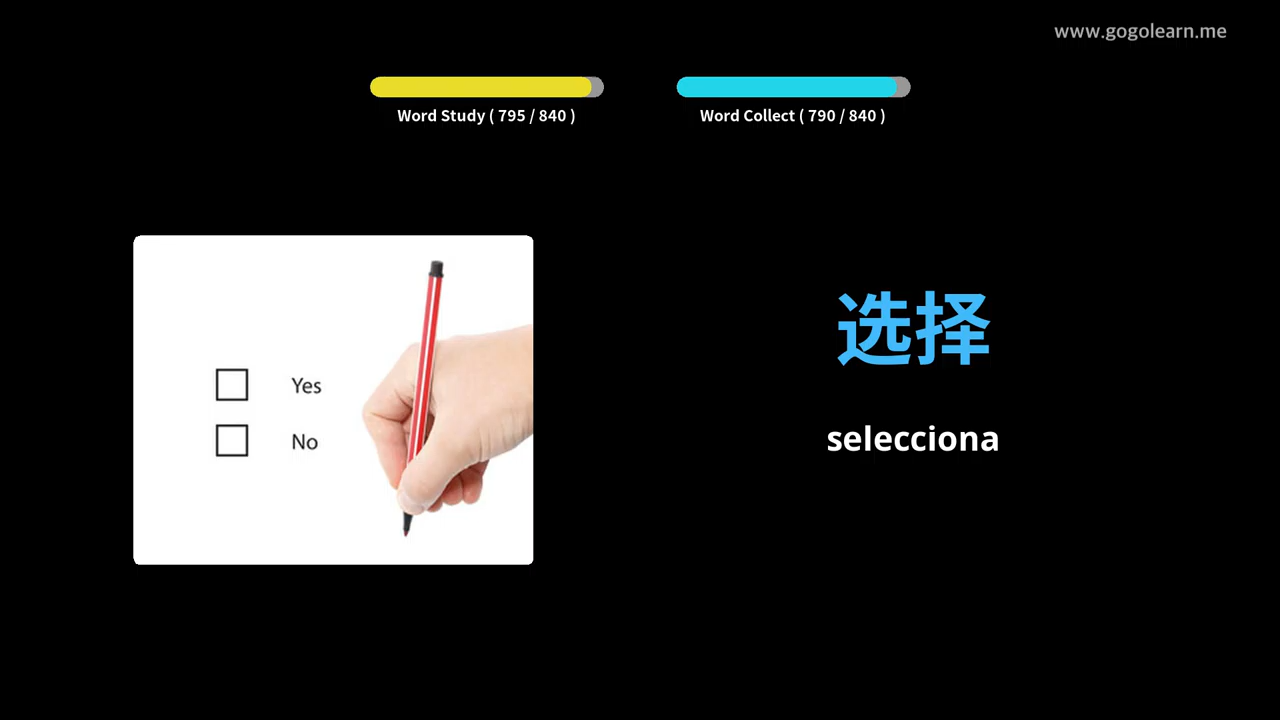 www.gogolearn.me
Word Study ( 795 / 840 )
Word Collect ( 790 / 840 )
Yes
No
选择
selecciona